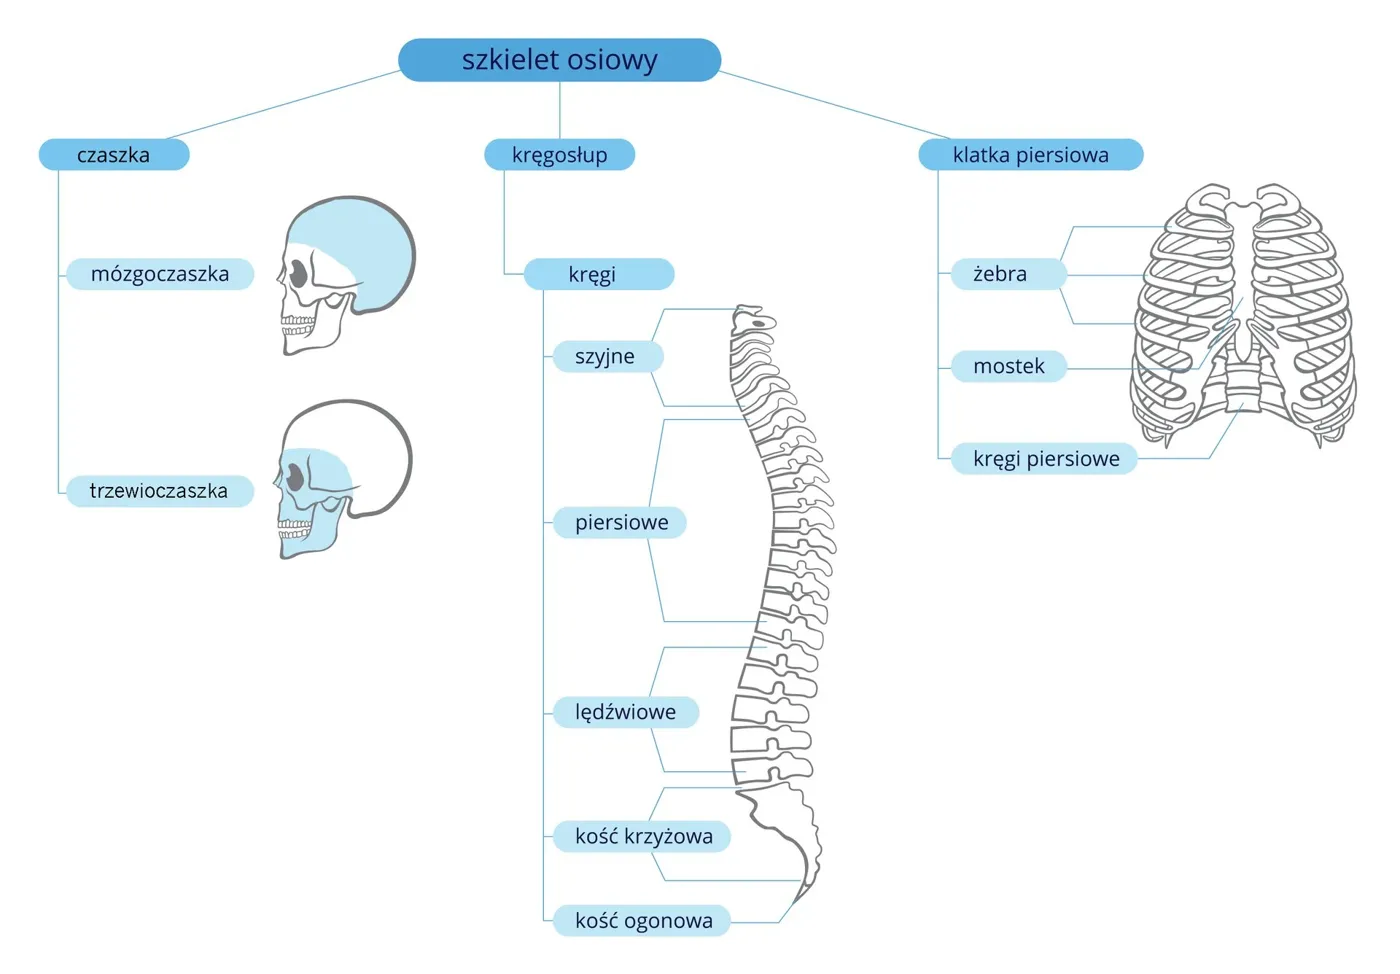 szkielet osiowy
czaszka
kręgosłup
klatka piersiowa
mózgoczaszka
kręgi
żebra
szyjne
mostek
kręgi piersiowe
trzewioczaszka
piersiowe
lędźwiowe
kość krzyżowa
kość ogonowa